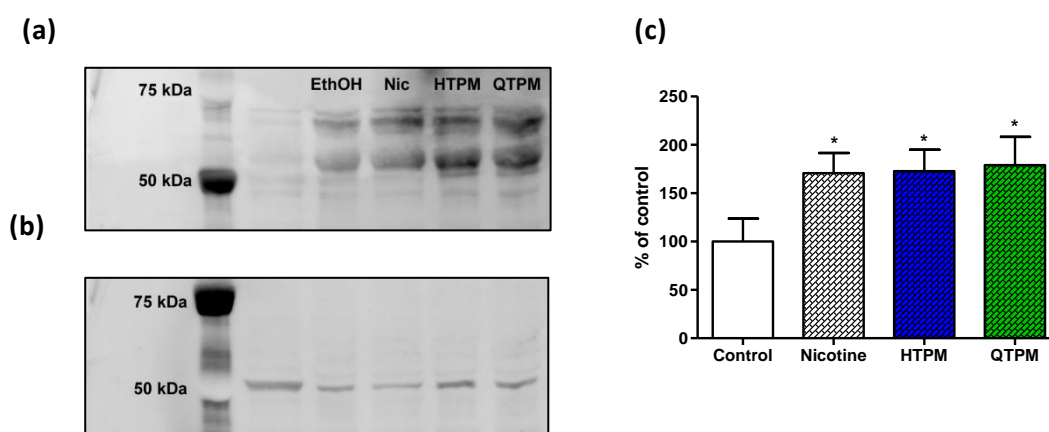 (a)
75 kDa
EthOH Nic HTPM QTPM
50 kDa
(b)
75 kDa
50 kDa
(c)
% of control
250
200
150
100
50
0
* * *
Control Nicotine HTPM QTPM